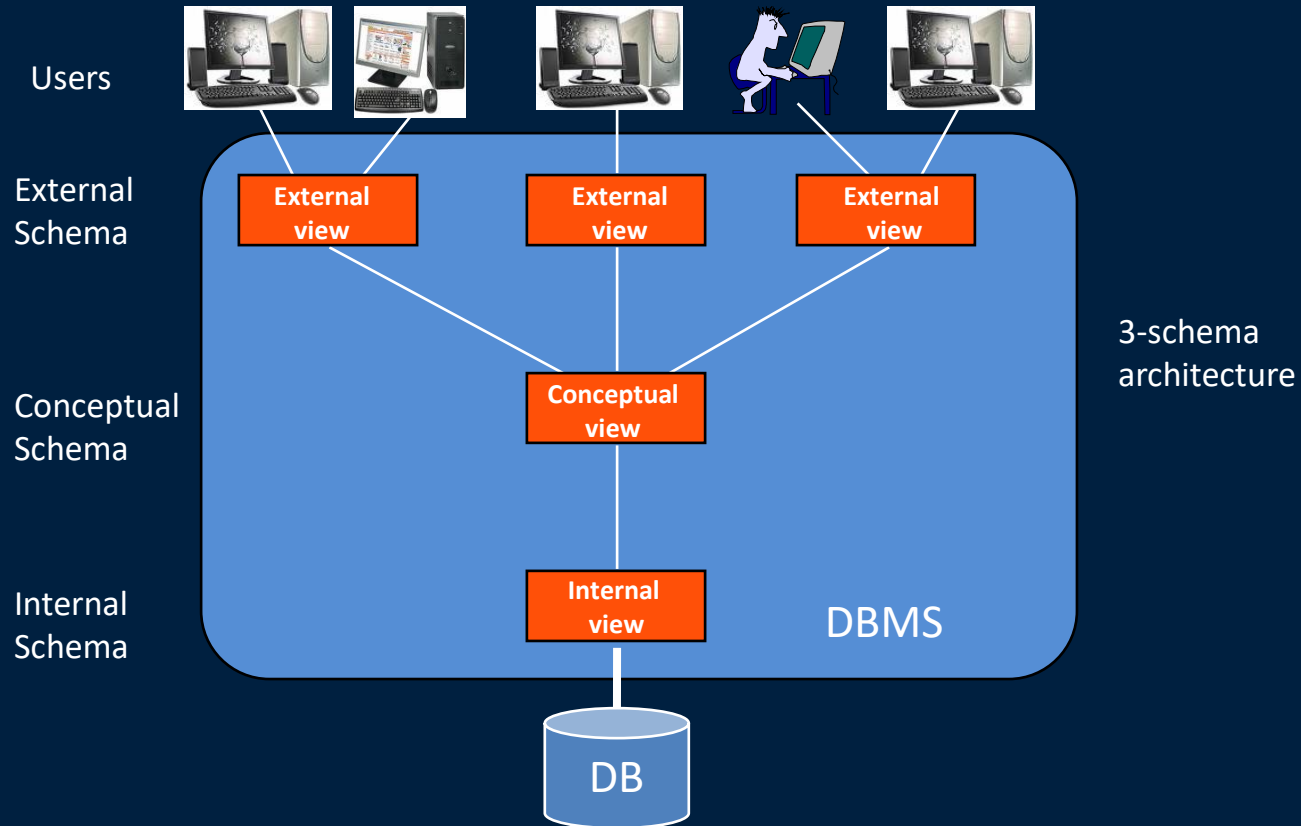 Users
External
Schema
External
view
External
view
External
view
3-schema
architecture
Conceptual
Schema
Conceptual
view
Internal
Schema
Internal
view
DBMS
DB